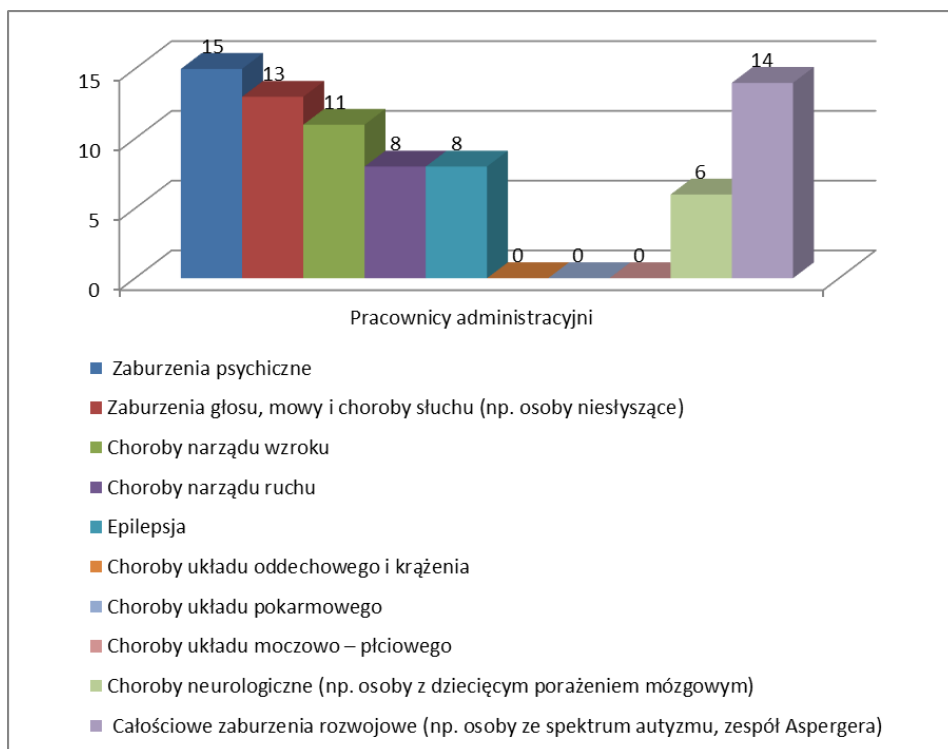 15
13
11
8
8
0
0
0
6
14
15
10
5
0
Pracownicy administracyjni
Zaburzenia psychiczne
Zaburzenia głosu, mowy i choroby słuchu (np. osoby niesłyszące)
Choroby narządu wzroku
Choroby narządu ruchu
Epilepsja
Choroby układu oddechowego i krążenia
Choroby układu pokarmowego
Choroby układu moczowo – płciowego
Choroby neurologiczne (np. osoby z dziecięcym porażeniem mózgowym)
Całościowe zaburzenia rozwojowe (np. osoby ze spektrum autyzmu, zespół Aspergera)